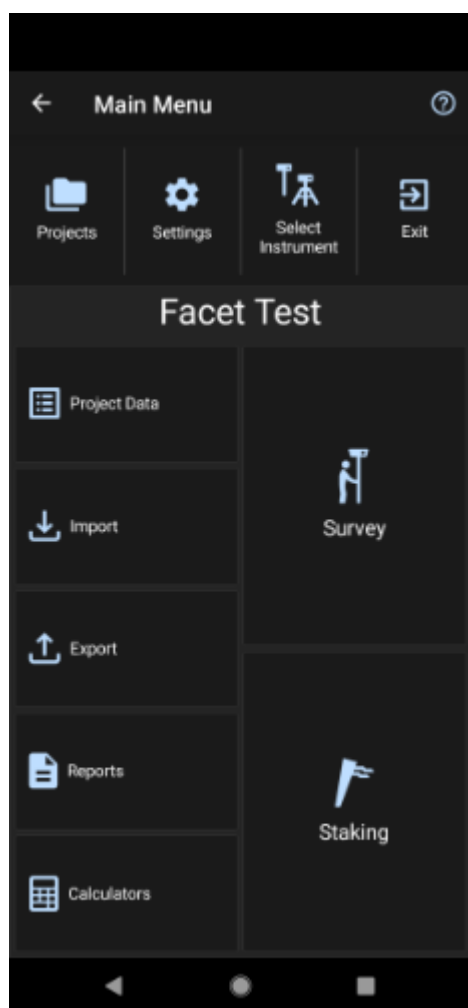 Main Menu
Projects
Settings
Select
Instrument
Exit
Facet Test
Project Data
Import
Export
Reports
Calculators
Survey
Staking